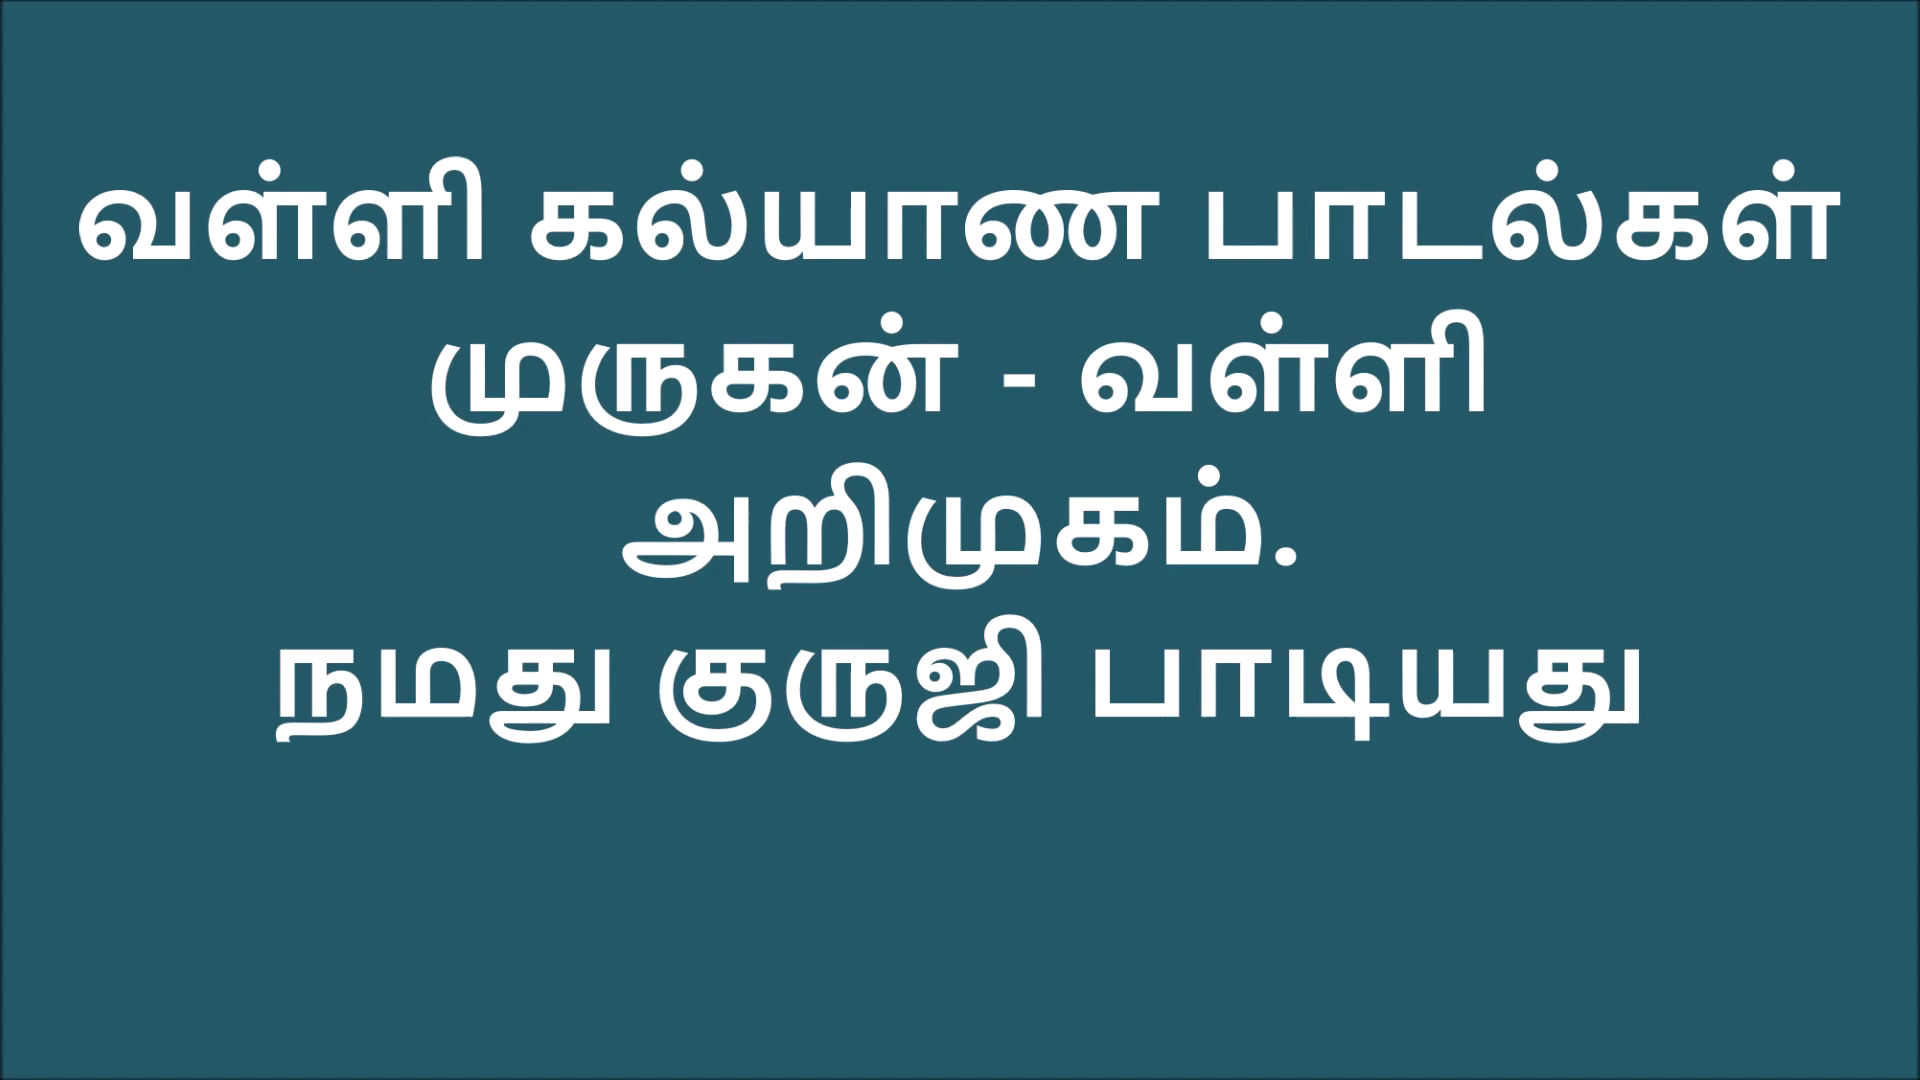 வள்ளி கல்யாண பாடல்கள்
முருகன் - வள்ளி
அறிமுகம்.
நமது குருஜி பாடியது